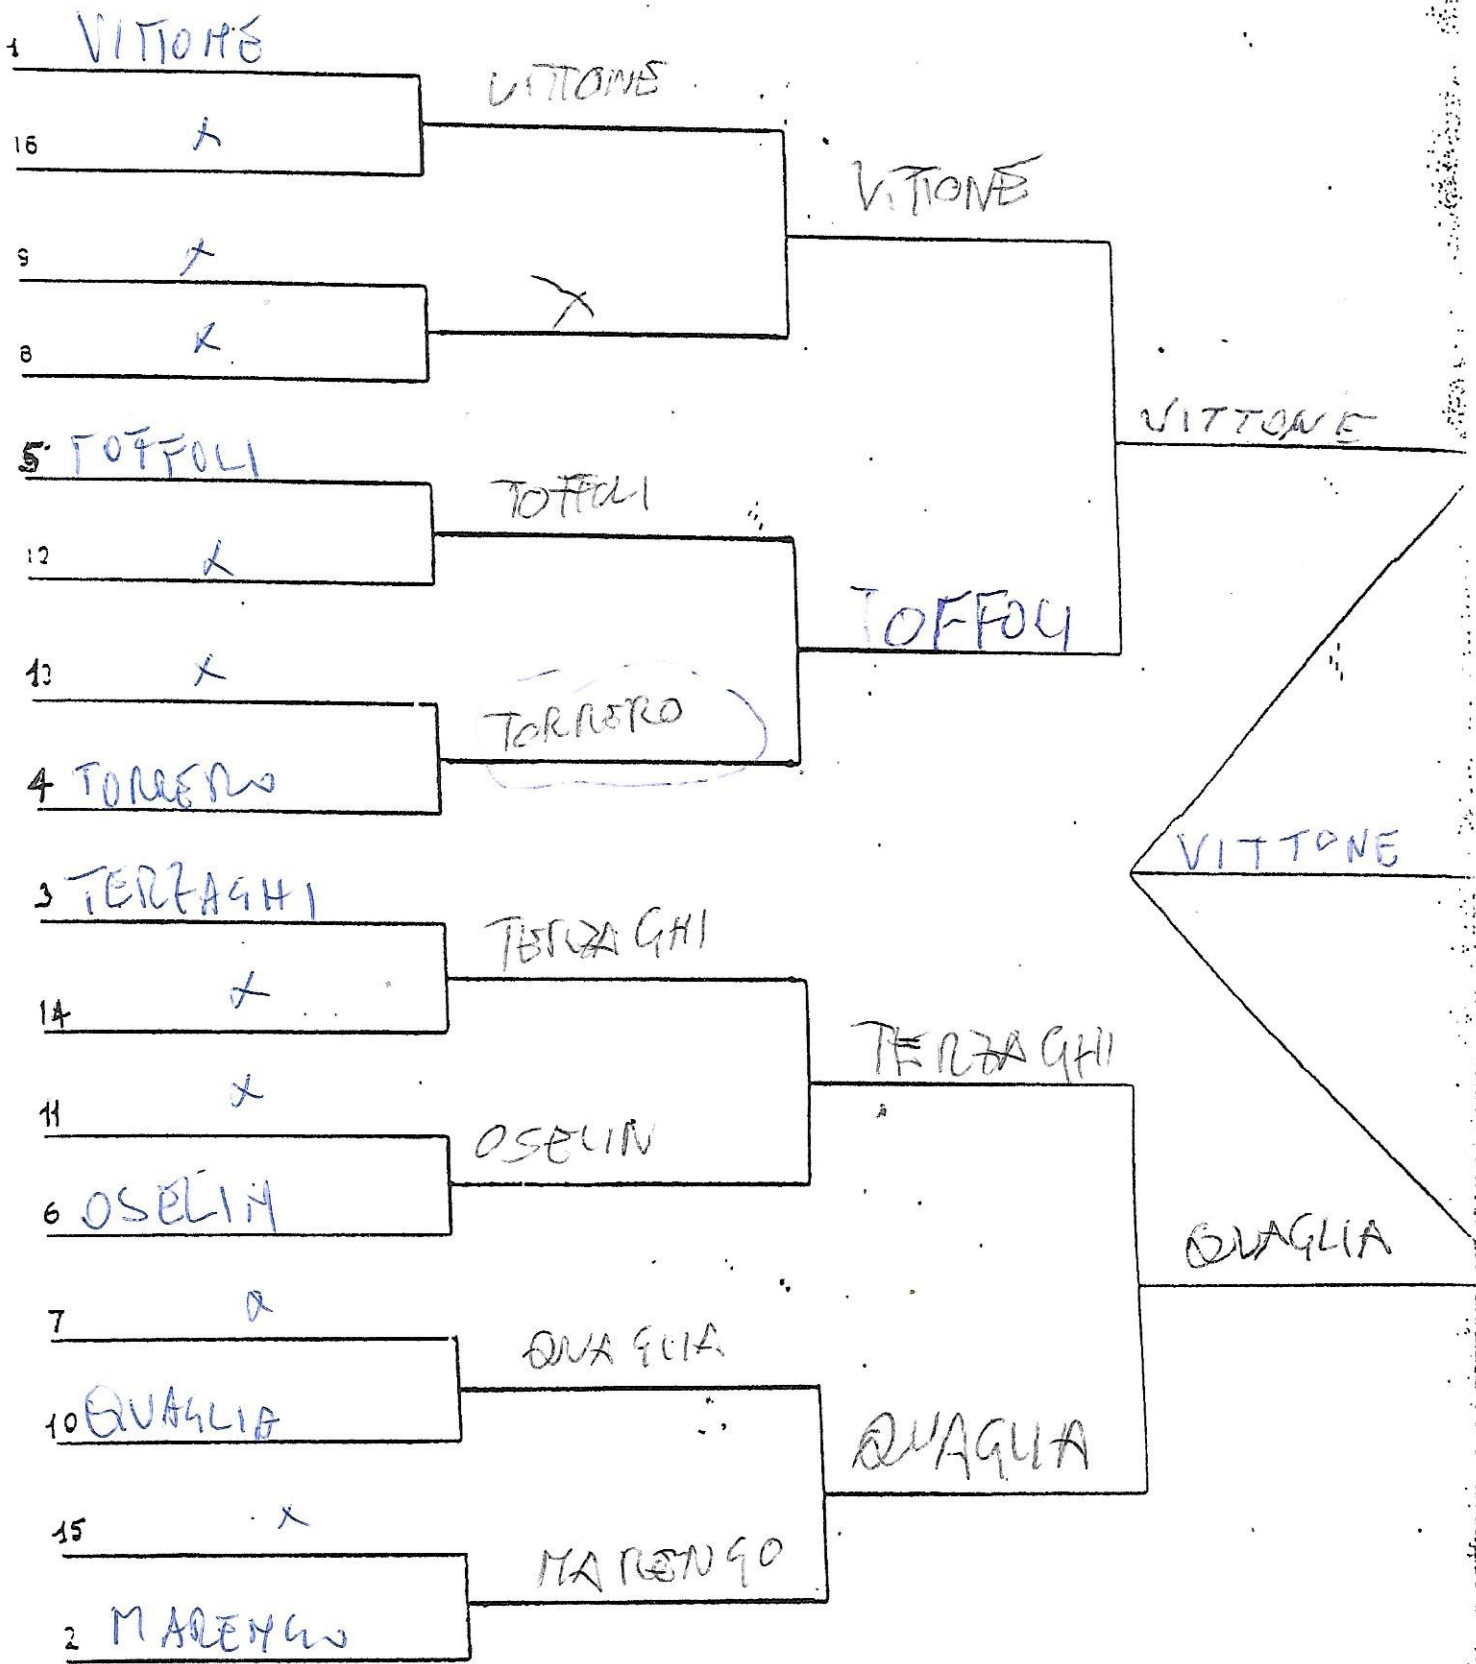 1 VITTONE
VITTONE
16 X
VITTONE
9 X
X
8 X
VITTONE
5 TOFFOLI
TOFFOLI
12 X
TOFFOLI
13 X
TORRERO
4 TORRERO
VITTONE
3 TERZAGHI
TERZAGHI
14 X
TERZAGHI
11 X
OSELIN
6 OSELIN
QUAGLIA
7 X
QUAGLIA
10 QUAGLIA
QUAGLIA
15 X
MARENGO
2 MARENGO